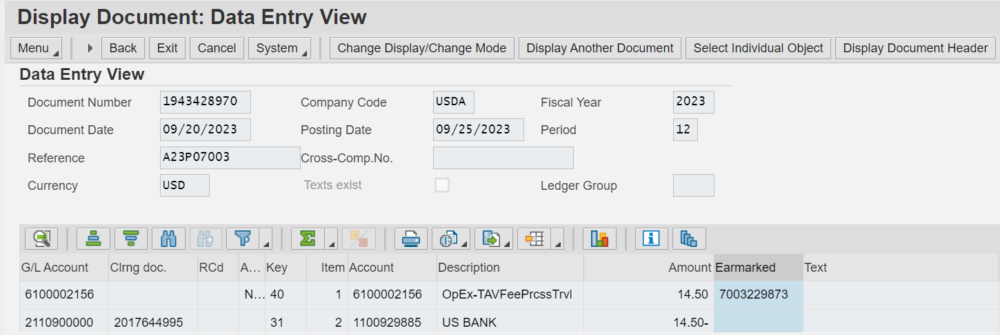 Display Document: Data Entry View
Menu Back Exit Cancel System Change Display/Change Mode Display Another Document Select Individual Object Display Document Header
Data Entry View
Document Number 1943428970 Company Code USDA Fiscal Year 2023
Document Date 09/20/2023 Posting Date 09/25/2023 Period 12
Reference A23P07003 Cross-Comp.No.
Currency USD Texts exist Ledger Group
G/L Account Clrng doc. RCd A... Key Item Account Description Amount Earmarked Text
6100002156 N... 40 1 6100002156 OpEx-TAVFeePrcssTrvl 14.50 7003229873
2110900000 2017644995 31 2 1100929885 US BANK 14.50-